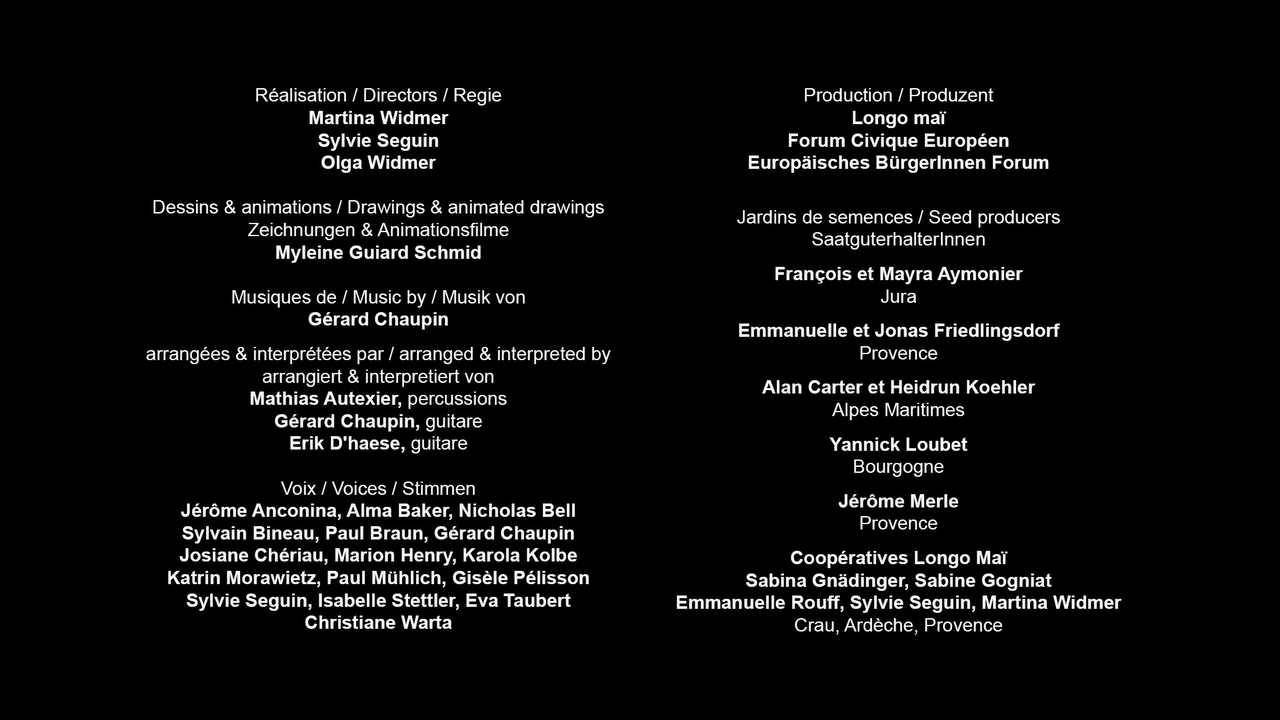 Réalisation / Directors / Regie
Martina Widmer
Sylvie Seguin
Olga Widmer
Dessins & animations / Drawings & animated drawings
Zeichnungen & Animationsfilme
Myleine Guiard Schmid
Musiques de / Music by / Musik von
Gérard Chaupin
arrangées & interprétées par / arranged & interpreted by
arrangiert & interpretiert von
Mathias Autexier, percussions
Gérard Chaupin, guitare
Erik D'haese, guitare
Voix / Voices / Stimmen
Jérôme Anconina, Alma Baker, Nicholas Bell
Sylvain Bineau, Paul Braun, Gérard Chaupin
Josiane Chériau, Marion Henry, Karola Kolbe
Katrin Morawietz, Paul Mühlich, Gisèle Pélisson
Sylvie Seguin, Isabelle Stettler, Eva Taubert
Christiane Warta
Production / Produzent
Longo maï
Forum Civique Européen
Europäisches BürgerInnen Forum
Jardins de semences / Seed producers
SaatguterhalterInnen
François et Mayra Aymonier
Jura
Emmanuelle et Jonas Friedlingsdorf
Provence
Alan Carter et Heidrun Koehler
Alpes Maritimes
Yannick Loubet
Bourgogne
Jérôme Merle
Provence
Coopératives Longo Maï
Sabina Gnädinger, Sabine Gogniat
Emmanuelle Rouff, Sylvie Seguin, Martina Widmer
Crau, Ardèche, Provence